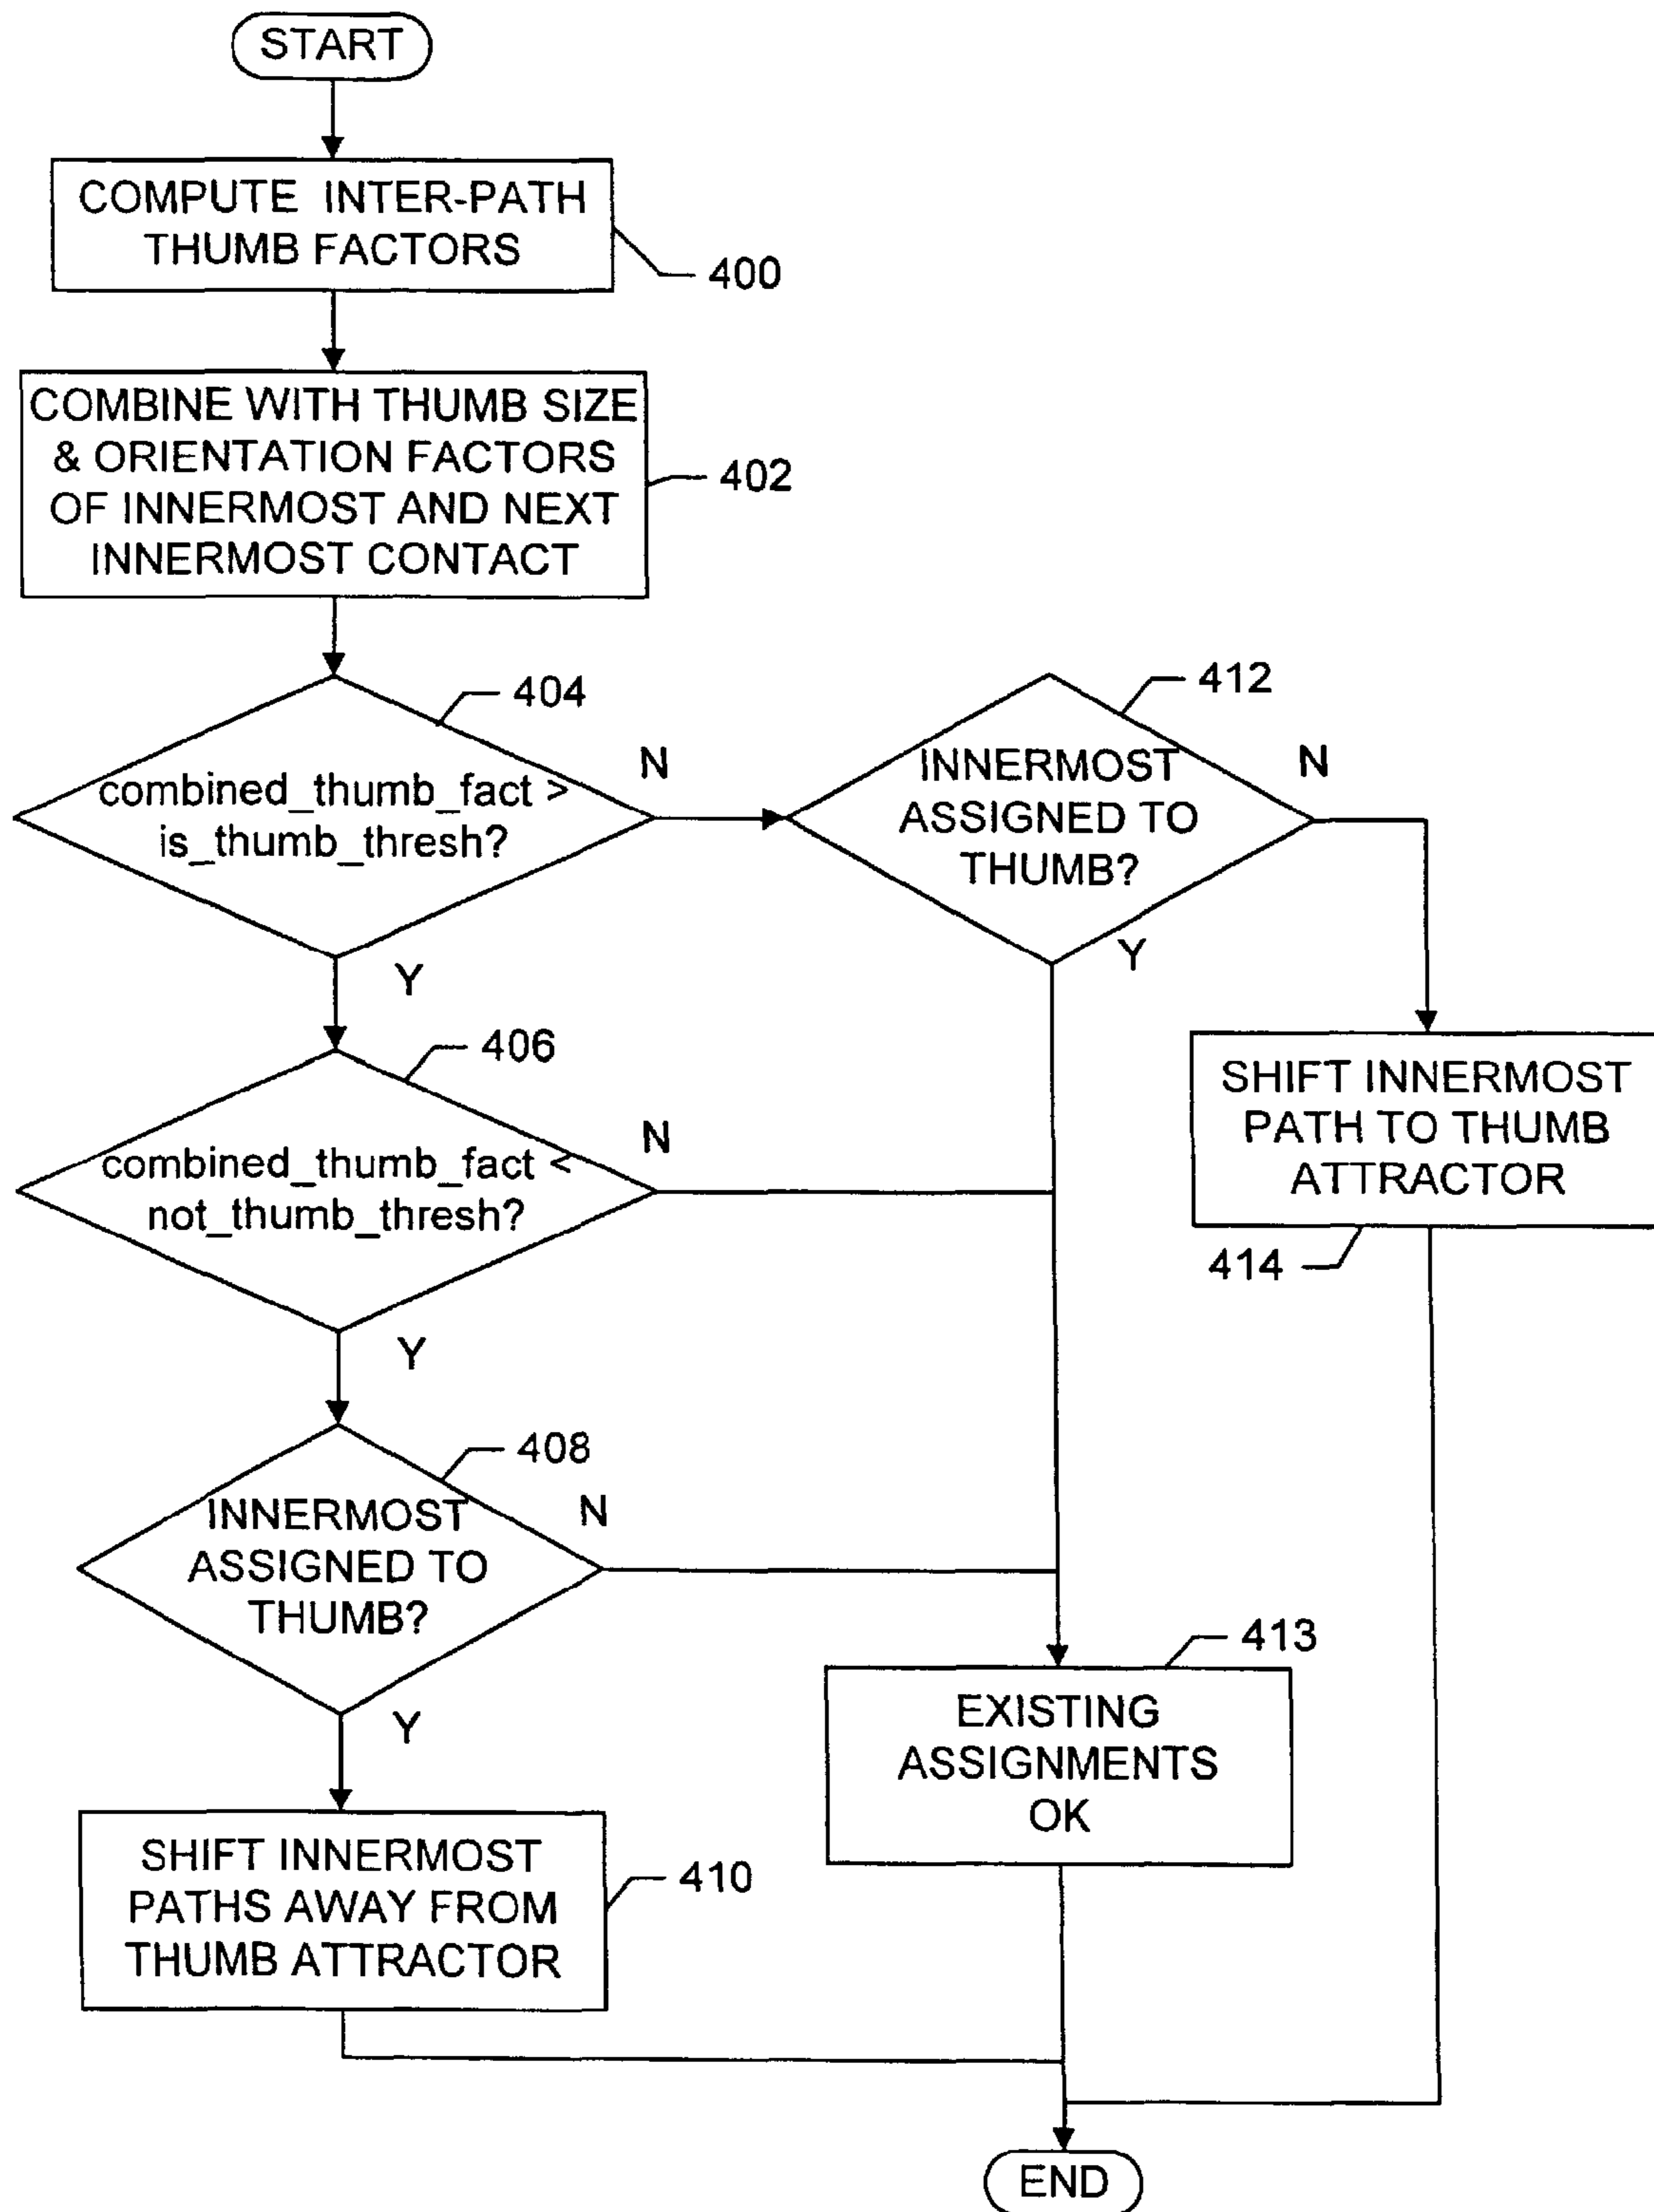 START
COMPUTE INTER-PATH
THUMB FACTORS
400
COMBINE WITH THUMB SIZE
& ORIENTATION FACTORS
OF INNERMOST AND NEXT
INNERMOST CONTACT
402
404
combined_thumb_fact >
is_thumb_thresh?
N
Y
412
INNERMOST
ASSIGNED TO
THUMB?
N
Y
406
combined_thumb_fact <
not_thumb_thresh?
N
Y
SHIFT INNERMOST
PATH TO THUMB
ATTRACTOR
414
408
INNERMOST
ASSIGNED TO
THUMB?
N
Y
413
EXISTING
ASSIGNMENTS
OK
SHIFT INNERMOST
PATHS AWAY FROM
THUMB ATTRACTOR
410
END